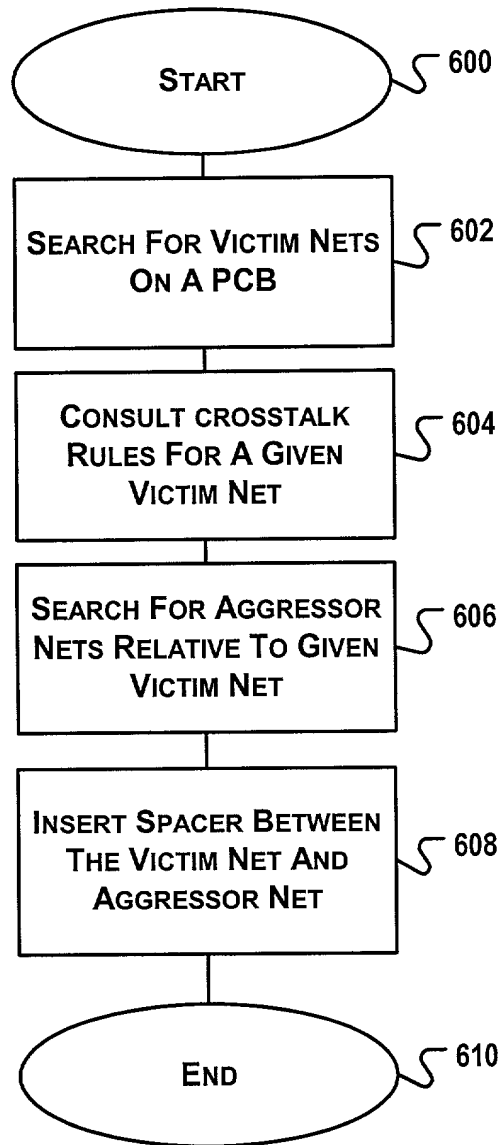 START
600
SEARCH FOR VICTIM NETS
ON A PCB
602
CONSULT CROSSTALK
RULES FOR A GIVEN
VICTIM NET
604
SEARCH FOR AGGRESSOR
NETS RELATIVE TO GIVEN
VICTIM NET
606
INSERT SPACER BETWEEN
THE VICTIM NET AND
AGGRESSOR NET
608
END
610